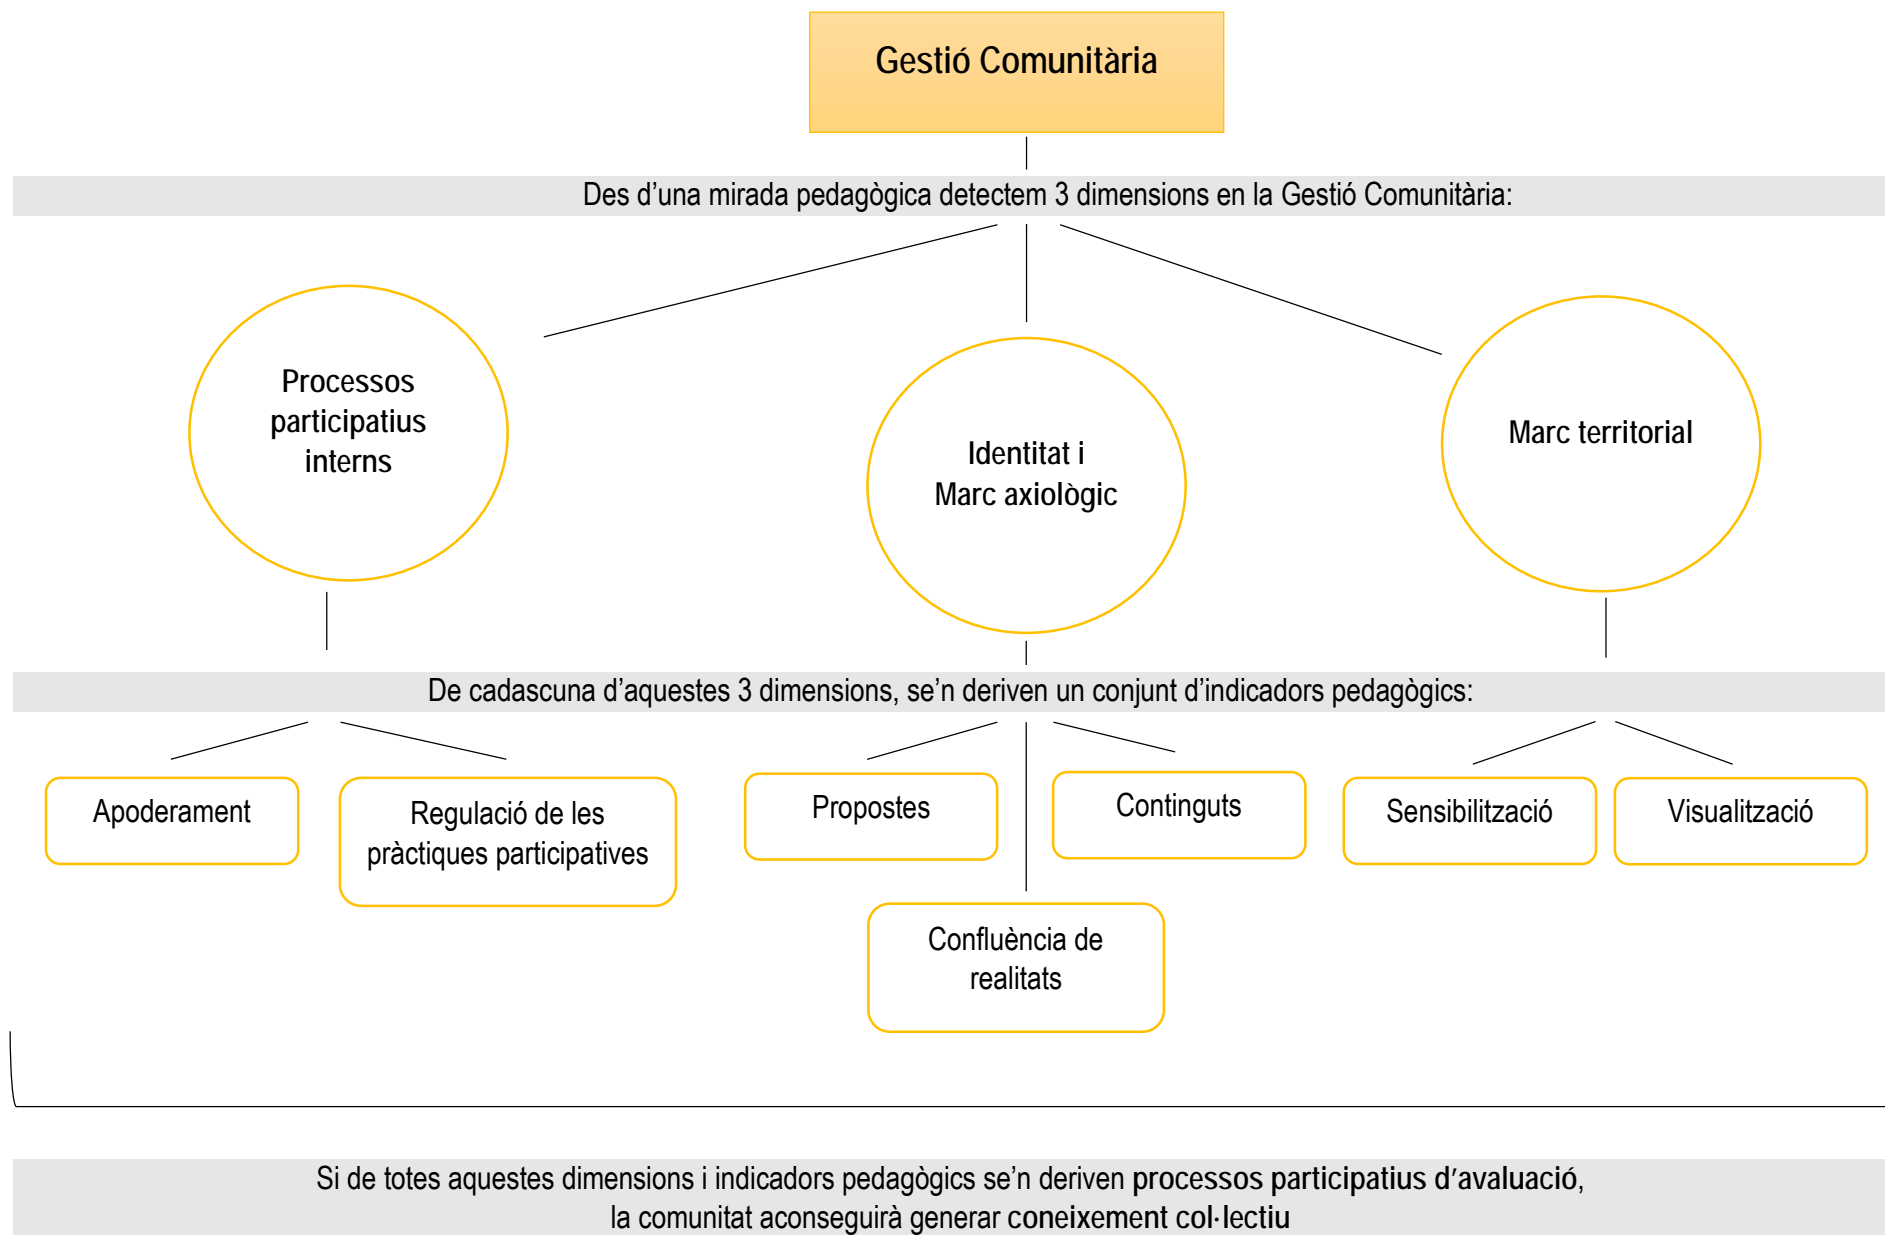 Gestió Comunitària
Des d’una mirada pedagògica detectem 3 dimensions en la Gestió Comunitària:
Processos
participatius
interns
Identitat i
Marc axiològic
Marc territorial
De cadascuna d’aquestes 3 dimensions, se’n deriven un conjunt d’indicadors pedagògics:
Apoderament
Regulació de les
pràctiques participatives
Propostes
Continguts
Sensibilització
Visualització
Confluència de
realitats
Si de totes aquestes dimensions i indicadors pedagògics se’n deriven processos participatius d’avaluació,
la comunitat aconseguirà generar coneixement col·lectiu